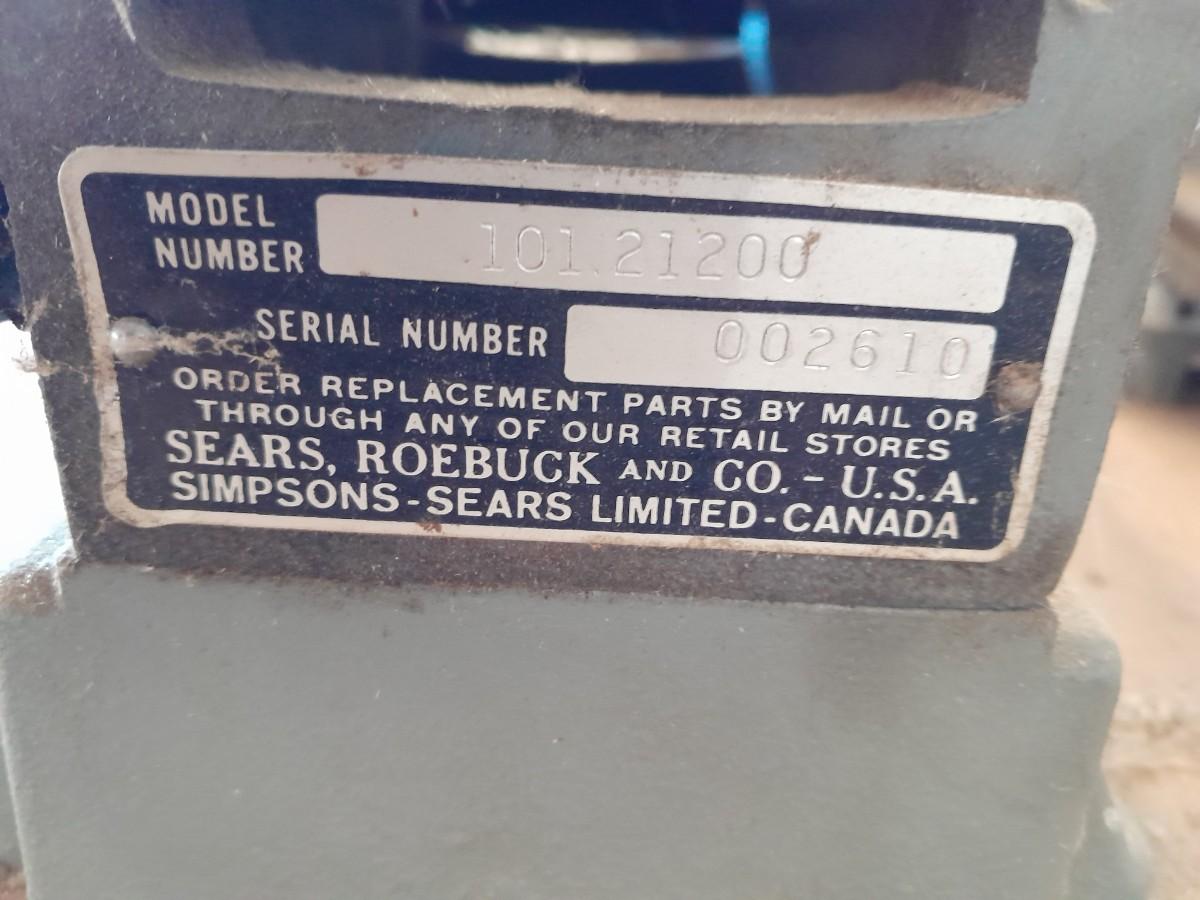 MODEL
NUMBER 101.21200
SERIAL NUMBER 002610
ORDER REPLACEMENT PARTS BY MAIL OR
THROUGH ANY OF OUR RETAIL STORES
SEARS, ROEBUCK AND CO. - U.S.A.
SIMPSONS-SEARS LIMITED-CANADA